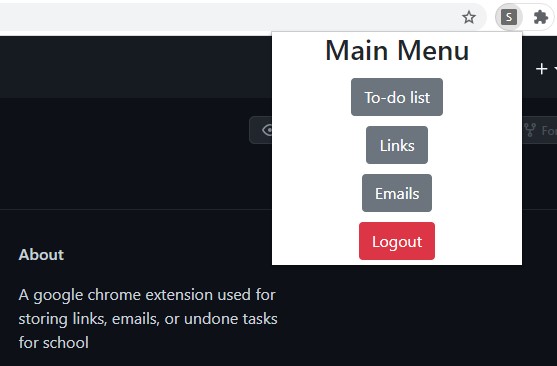 S
Main Menu
To-do list
Links
Emails
Logout
Fo
About
A google chrome extension used for
storing links, emails, or undone tasks
for school